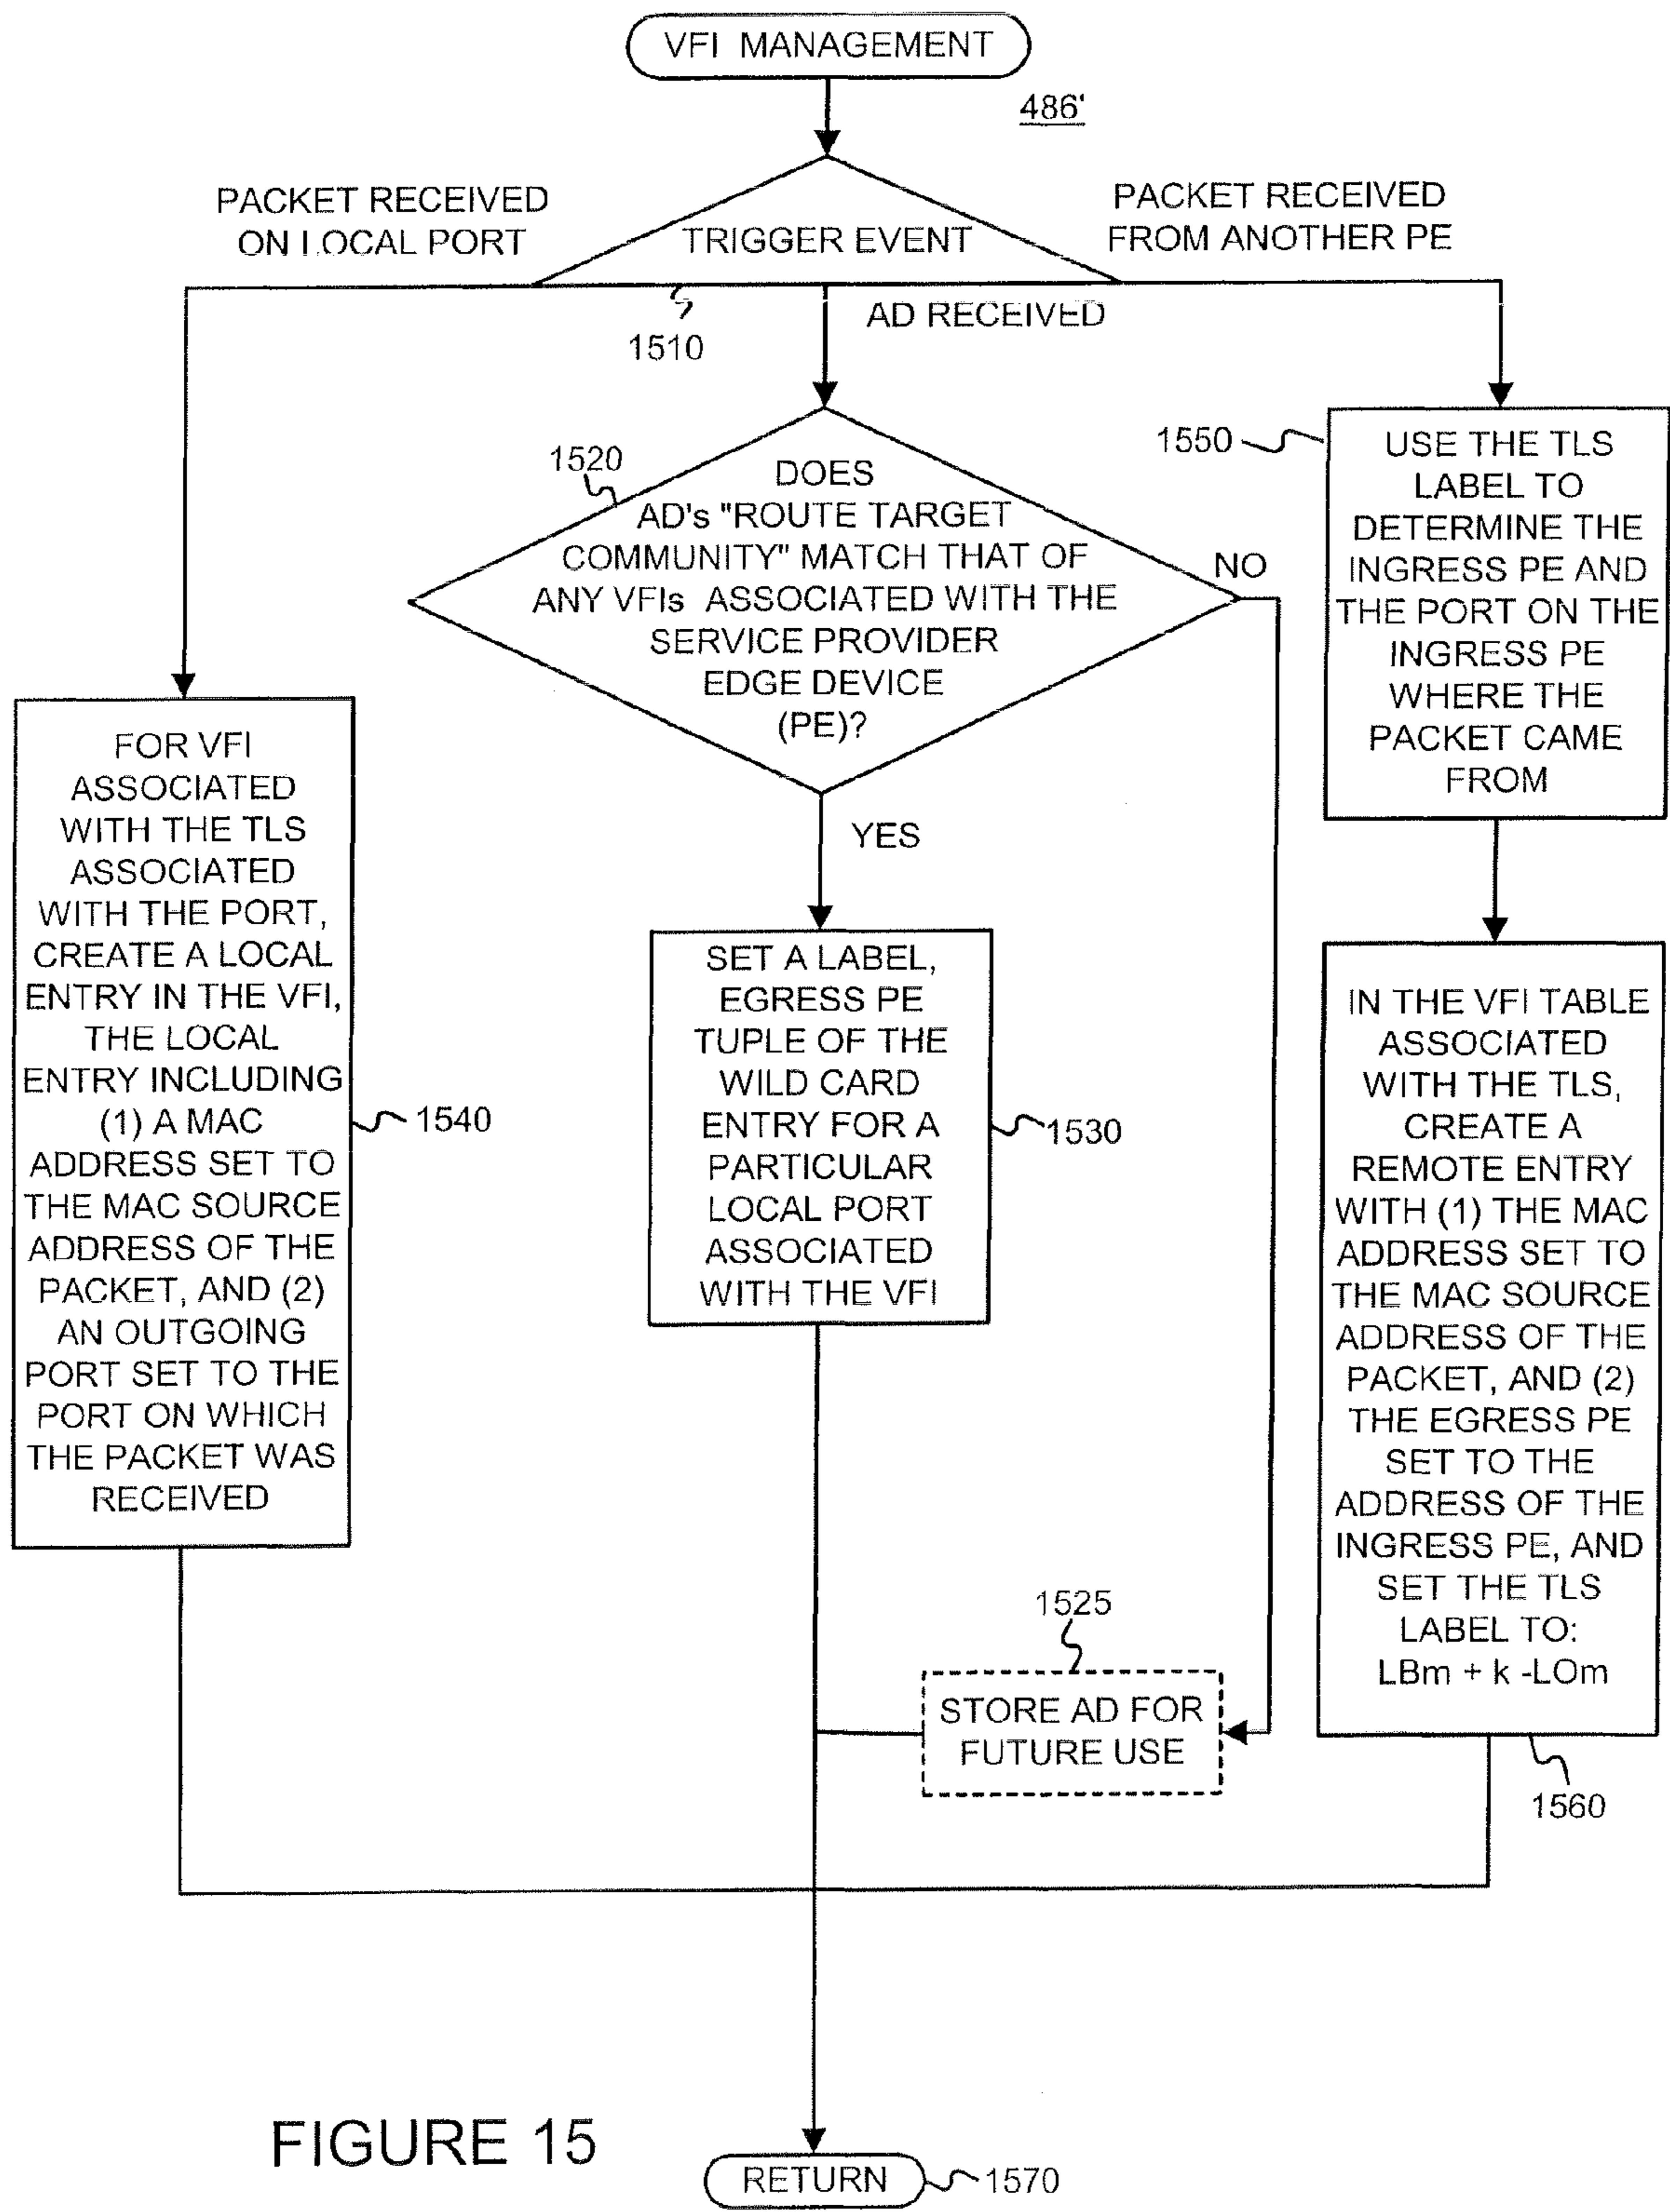 VFI MANAGEMENT
486'
PACKET RECEIVED
ON LOCAL PORT
TRIGGER EVENT
PACKET RECEIVED
FROM ANOTHER PE
1510
AD RECEIVED
1520
DOES
AD's "ROUTE TARGET
COMMUNITY" MATCH THAT OF
ANY VFIs ASSOCIATED WITH THE
SERVICE PROVIDER
EDGE DEVICE
(PE)?
NO
YES
1550
USE THE TLS
LABEL TO
DETERMINE THE
INGRESS PE AND
THE PORT ON THE
INGRESS PE
WHERE THE
PACKET CAME
FROM
FOR VFI
ASSOCIATED
WITH THE TLS
ASSOCIATED
WITH THE PORT,
CREATE A LOCAL
ENTRY IN THE VFI,
THE LOCAL
ENTRY INCLUDING
(1) A MAC
ADDRESS SET TO
THE MAC SOURCE
ADDRESS OF THE
PACKET, AND (2)
AN OUTGOING
PORT SET TO THE
PORT ON WHICH
THE PACKET WAS
RECEIVED
1540
SET A LABEL,
EGRESS PE
TUPLE OF THE
WILD CARD
ENTRY FOR A
PARTICULAR
LOCAL PORT
ASSOCIATED
WITH THE VFI
1530
IN THE VFI TABLE
ASSOCIATED
WITH THE TLS,
CREATE A
REMOTE ENTRY
WITH (1) THE MAC
ADDRESS SET TO
THE MAC SOURCE
ADDRESS OF THE
PACKET, AND (2)
THE EGRESS PE
SET TO THE
ADDRESS OF THE
INGRESS PE, AND
SET THE TLS
LABEL TO:
LBm + k -LOm
1560
1525
STORE AD FOR
FUTURE USE
FIGURE 15
RETURN
1570